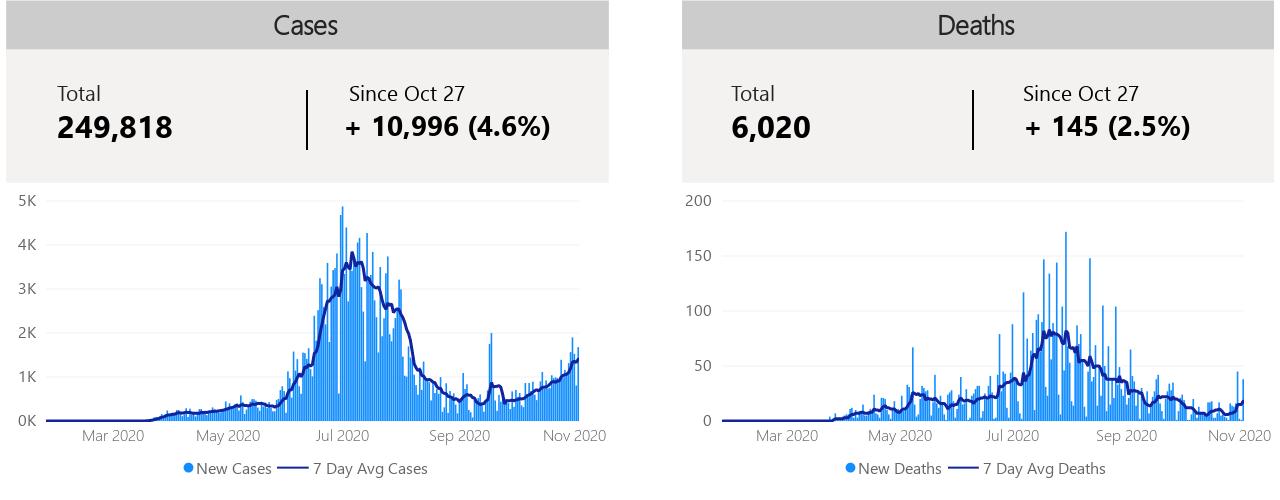 Cases
Total
249,818
Since Oct 27
+ 10,996 (4.6%)
5K
4K
3K
2K
1K
0K
Mar 2020 May 2020 Jul 2020 Sep 2020 Nov 2020
New Cases 7 Day Avg Cases
Deaths
Total
6,020
Since Oct 27
+ 145 (2.5%)
200
150
100
50
0
Mar 2020 May 2020 Jul 2020 Sep 2020 Nov 2020
New Deaths 7 Day Avg Deaths